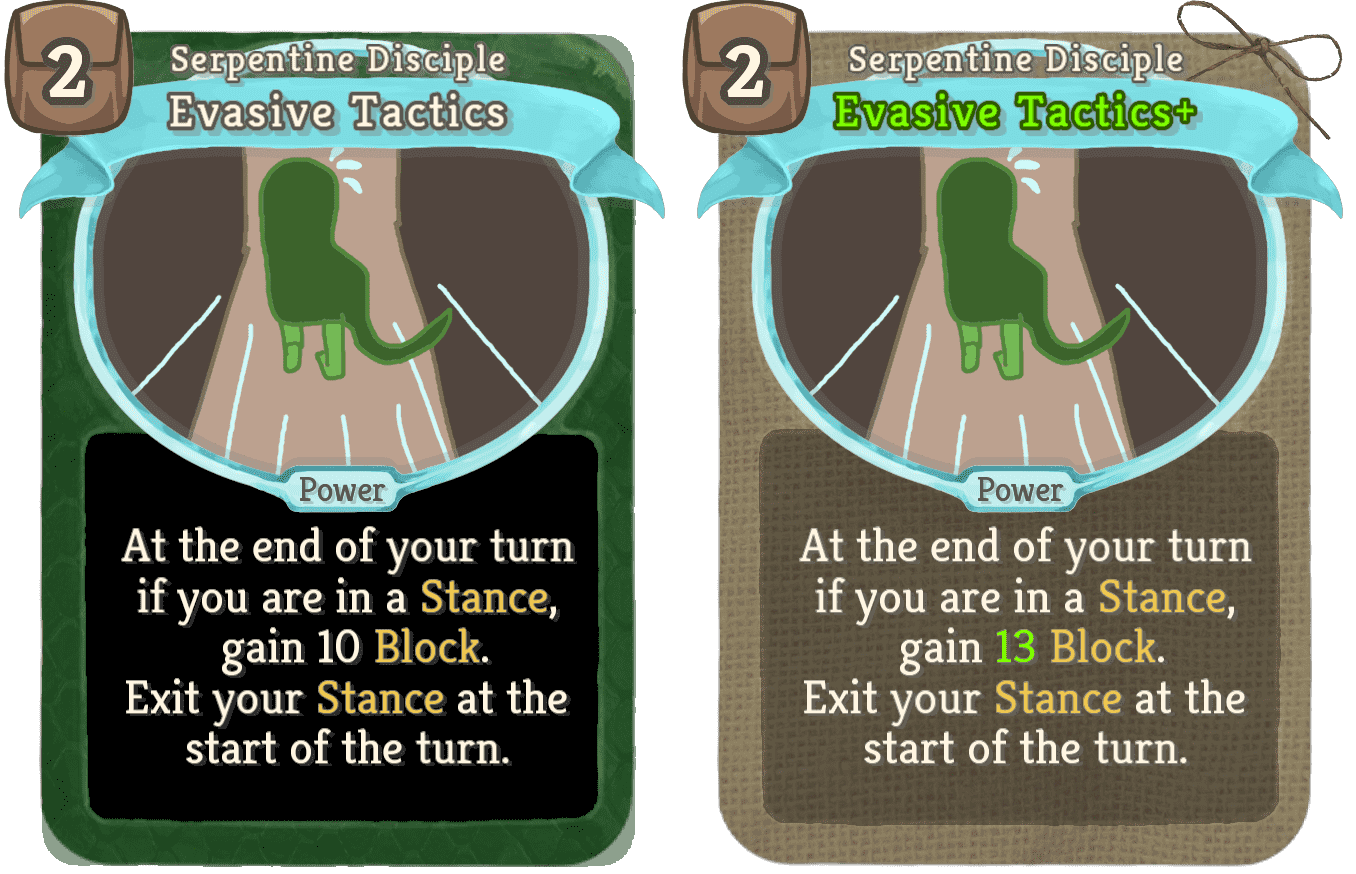 2
Serpentine Disciple
Evasive Tactics
Power
At the end of your turn
if you are in a Stance,
gain 10 Block.
Exit your Stance at the
start of the turn.
2
Serpentine Disciple
Evasive Tactics+
Power
At the end of your turn
if you are in a Stance,
gain 13 Block.
Exit your Stance at the
start of the turn.